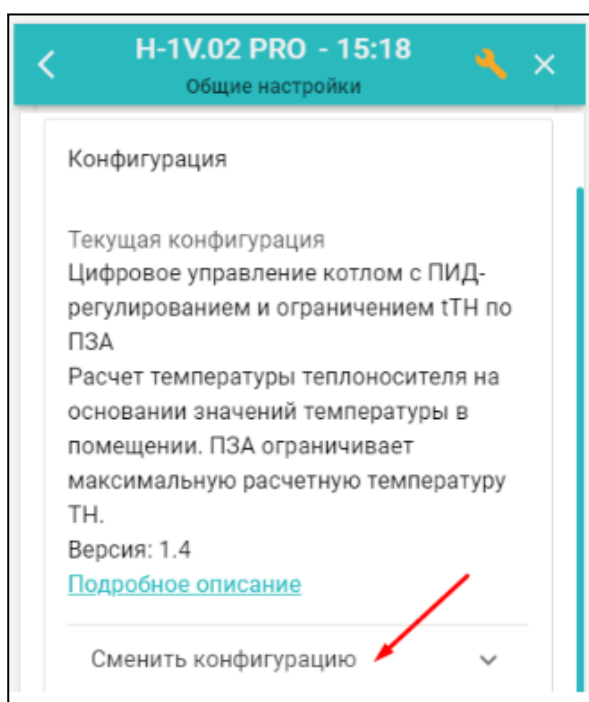 H-1V.02 PRO - 15:18
Общие настройки
Конфигурация
Текущая конфигурация
Цифровое управление котлом с ПИД-
регулированием и ограничением tТН по
ПЗА
Расчет температуры теплоносителя на
основании значений температуры в
помещении. ПЗА ограничивает
максимальную расчетную температуру
ТН.
Версия: 1.4
Подробное описание
Сменить конфигурацию